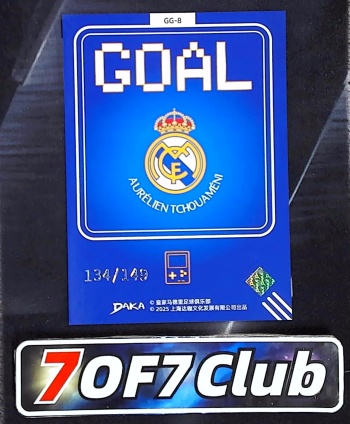 GG-8
GOAL
AURÉLIEN TCHOUAMENI
134/149
DAKA
© 皇家马德里足球俱乐部
© 2025 上海达咖文化发展有限公司出品
7OF7Club